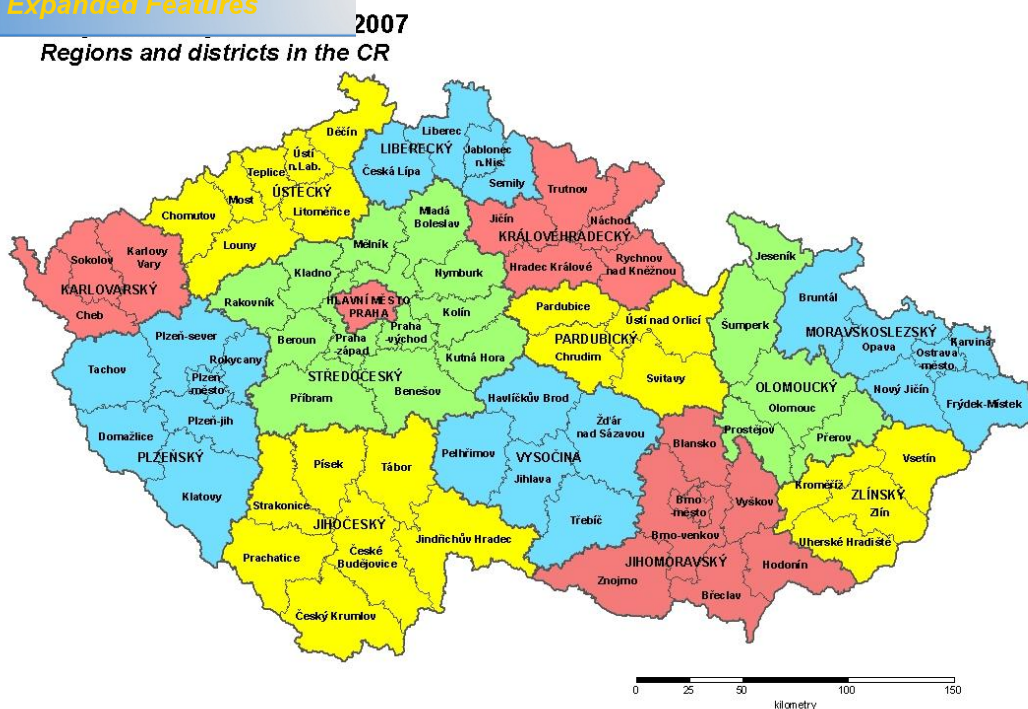 Expanded Features
2007
Regions and districts in the CR
Děčín
Liberec
LIBERECKÝ
Jablonec
n.Nis.
Ústí
n.Lab.
Teplice
Česká Lípa
Semily
ÚSTECKÝ
Most
Litoměřice
Chomutov
Louny
Trutnov
Mladá
Boleslav
Jičín
Náchod
KRÁLOVÉHRADECKÝ
Mělník
Karlovy
Vary
Sokolov
KARLOVARSKÝ
Cheb
Kladno
Nymburk
Hradec Králové
Rychnov
nad Kněžnou
Jeseník
Rakovník
HLAVNÍ MĚSTO
PRAHA
Kolín
Pardubice
Ústí nad Orlicí
Bruntál
Plzeň-sever
Beroun
Praha
západ
Praha
východ
PARDUBICKÝ
Chrudim
Šumperk
MORAVSKOSLEZSKÝ
Opava
Karviná
Ostrava
město
Rokycany
Tachov
Plzeň
město
STŘEDOČESKÝ
Kutná Hora
Svitavy
OLOMOUCKÝ
Nový Jičín
Frýdek-Místek
Příbram
Benešov
Havlíčkův Brod
Olomouc
Plzeň-jih
Žďár
nad Sázavou
Prostějov
Přerov
Domažlice
PLZEŇSKÝ
Klatovy
Písek
Tábor
Pelhřimov
VYSOČINA
Jihlava
Blansko
Vsetín
Kroměříž
ZLÍNSKÝ
Zlín
Strakonice
JIHOČESKÝ
Třebíč
Brno
město
Vyškov
Brno-venkov
Uherské Hradiště
Jindřichův Hradec
Prachatice
České
Budějovice
JIHOMORAVSKÝ
Hodonín
Znojmo
Břeclav
Český Krumlov
0 25 50 100 150
kilometry